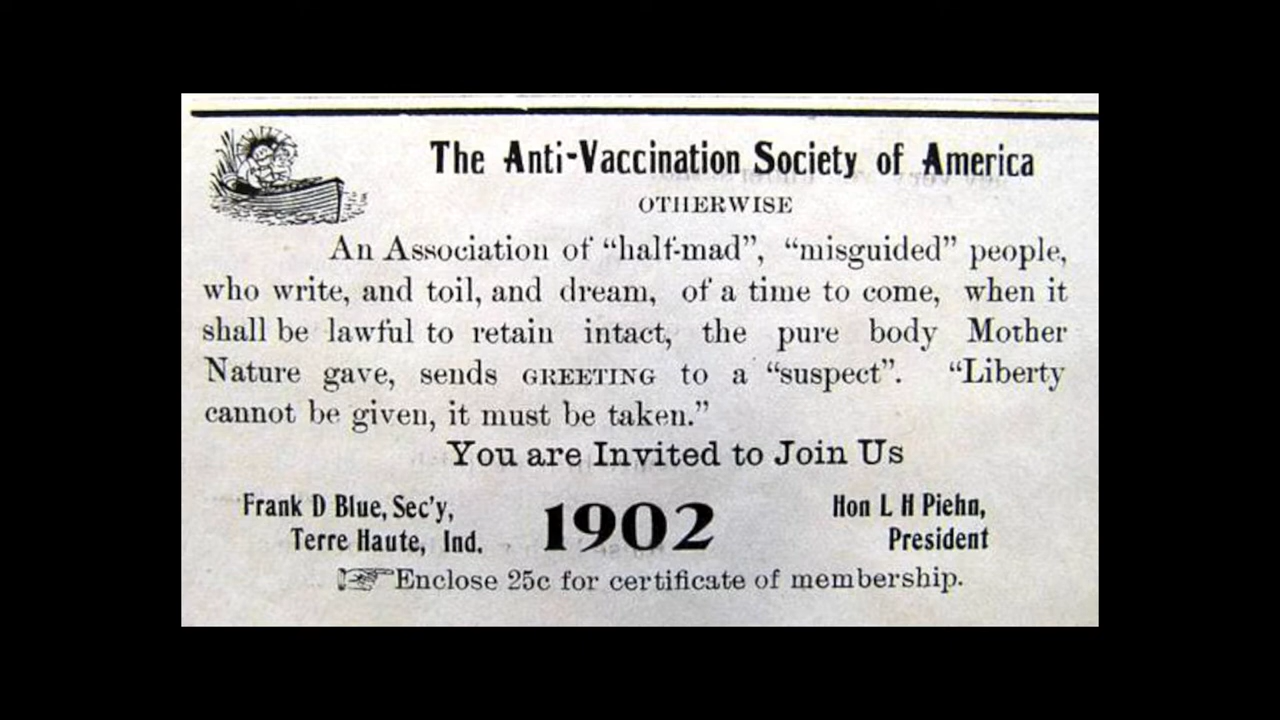 The Anti-Vaccination Society of America
OTHERWISE
An Association of “half-mad”, “misguided” people,
who write, and toil, and dream, of a time to come, when it
shall be lawful to retain intact, the pure body Mother
Nature gave, sends GREETING to a “suspect”. “Liberty
cannot be given, it must be taken.”
You are Invited to Join Us
Frank D Blue, Sec’y,
Terre Haute, Ind.
1902
Hon L H Piehn,
President
Enclose 25c for certificate of membership.